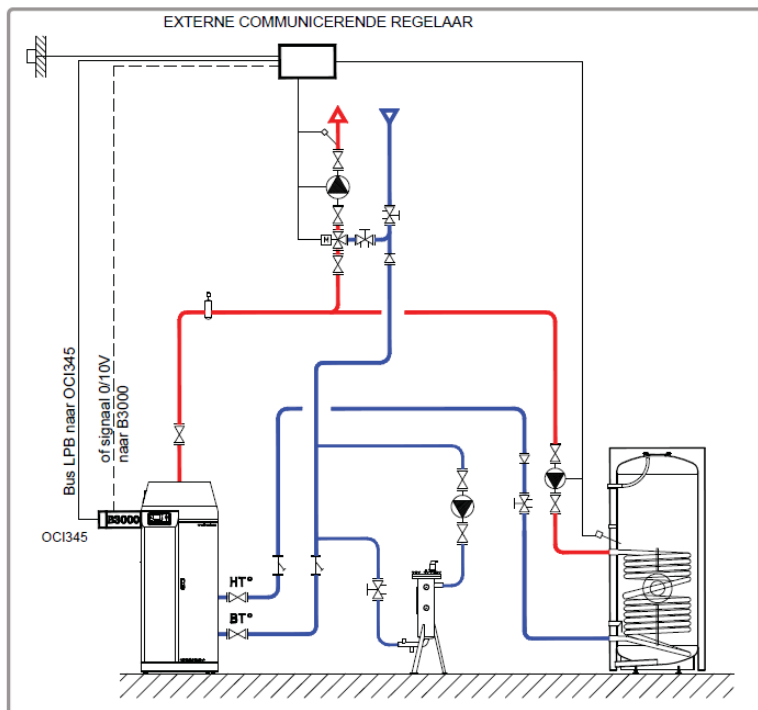 EXTERNE COMMUNICERENDE REGELAAR
M
Bus LPB naar OCI345
of signaal 0/10V
naar B3000
B3000
OCI345
HT°
BT°